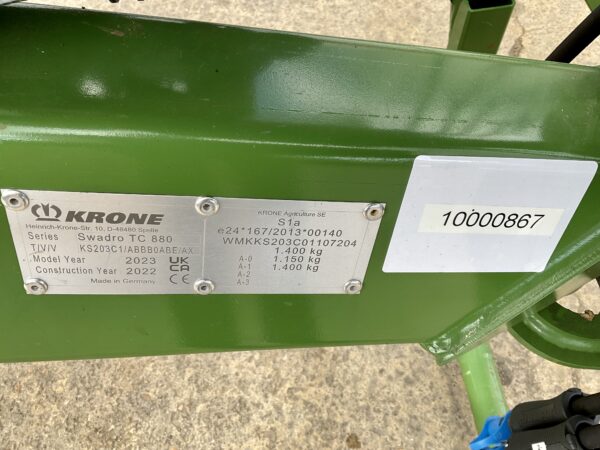 KRONE
Heinrich-Krone-Str. 10, D-48480 Spelle
Series Swadro TC 880
T/V/V KS203C1/ABBB0ABE/AX
Model Year 2023 UK
Construction Year 2022 CA CE
Made in Germany
KRONE Agriculture SE
S1a
e24*167/2013*00140
WMKKS203C01107204
1.400 kg
A-0 1.150 kg
A-1 1.400 kg
A-2
A-3
10000867